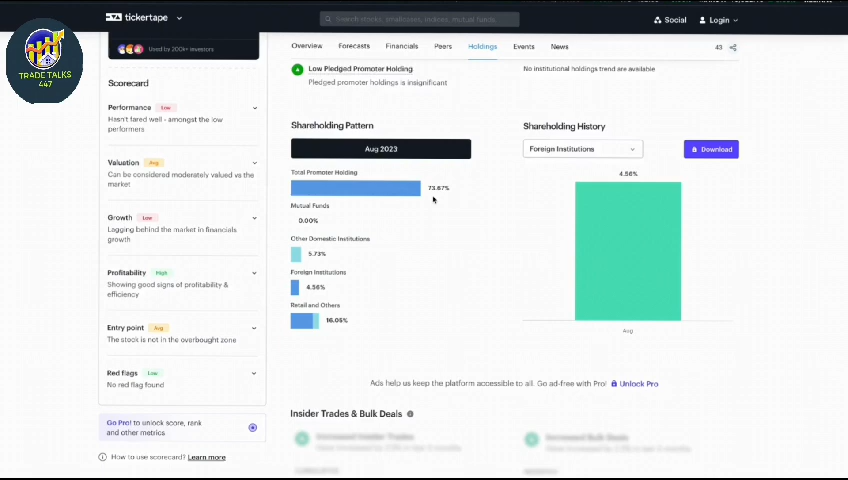 tickertape
Search stocks, smallcases, indices, mutual funds
Social
Login
TRADE TALKS
447
Used by 200k+ investors
Overview
Forecasts
Financials
Peers
Holdings
Events
News
43
Scorecard
Performance Low
Hasn't fared well - amongst the low
performers
Valuation Avg
Can be considered moderately valued vs the
market
Growth Low
Lagging behind the market in financials
growth
Profitability High
Showing good signs of profitability &
efficiency
Entry point Avg
The stock is not in the overbought zone
Red flags Low
No red flag found
Go Pro! to unlock score, rank
and other metrics
How to use scorecard? Learn more
Low Pledged Promoter Holding
Pledged promoter holdings is insignificant
No institutional holdings trend are available
Shareholding Pattern
Aug 2023
Total Promoter Holding
73.67%
Mutual Funds
0.00%
Other Domestic Institutions
5.73%
Foreign Institutions
4.56%
Retail and Others
16.05%
Shareholding History
Foreign Institutions
Download
4.56%
Aug
Ads help us keep the platform accessible to all. Go ad-free with Pro! Unlock Pro
Insider Trades & Bulk Deals
Increased Insider Trades
Increased Bulk Deals